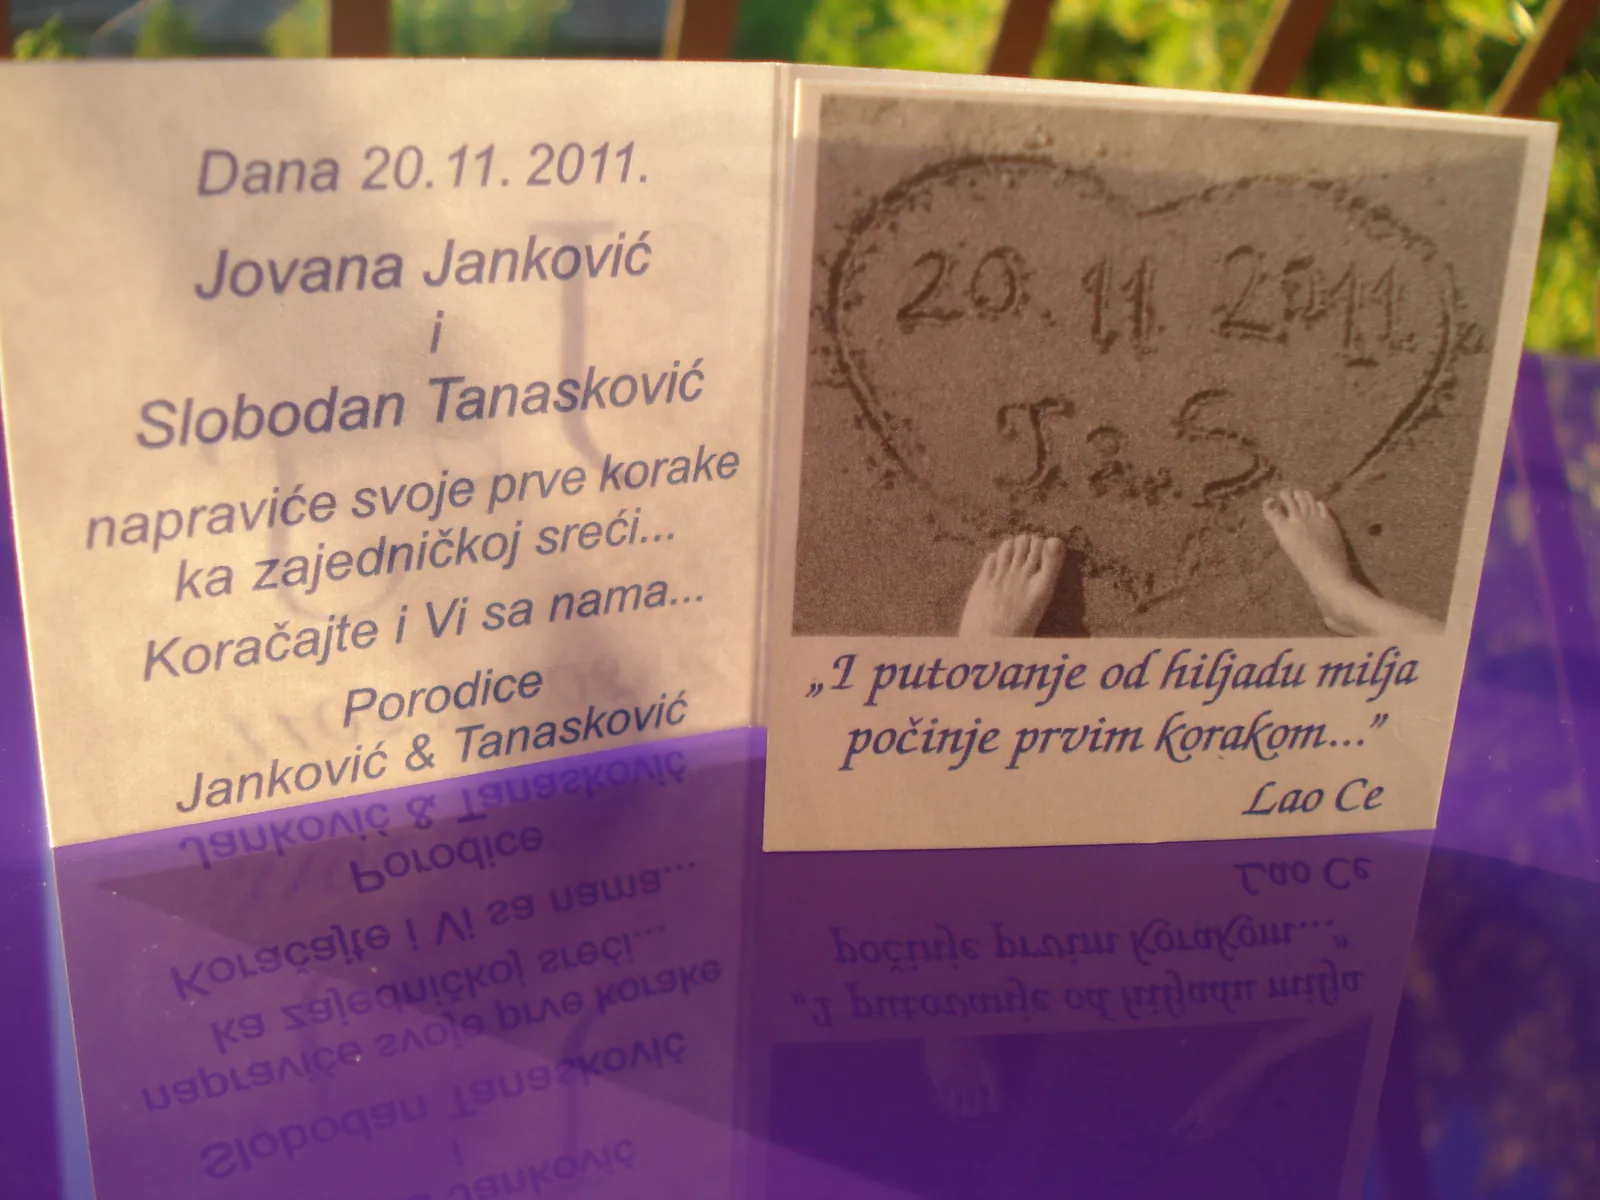 Dana 20.11.2011.
Jovana Janković
i
Slobodan Tanasković
napraviće svoje prve korake
ka zajedničkoj sreći...
Koračajte i Vi sa nama...
Porodice
Janković & Tanasković
20.11 2011
J a S
„I putovanje od hiljadu milja
počinje prvim korakom...”
Lao Ce